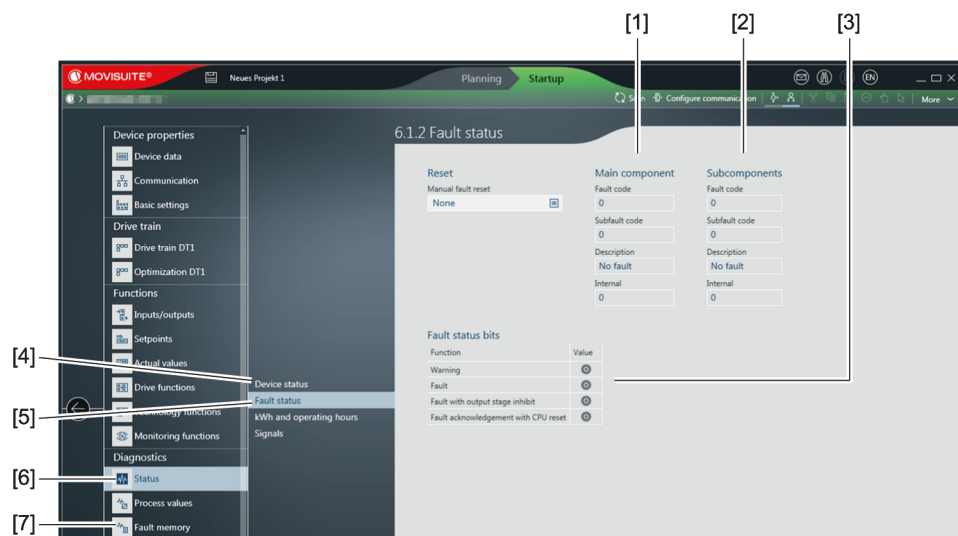 [1]
[2]
[3]
MOVISUITE®
Neues Projekt 1
Planning
Startup
EN
Configure communication
More
Device properties
Device data
Communication
Basic settings
Drive train
Drive train DT1
Optimization DT1
Functions
Inputs/outputs
Setpoints
Actual values
Drive functions
Technology functions
Monitoring functions
Diagnostics
Status
Process values
Fault memory
[4]
[5]
[6]
[7]
Device status
Fault status
kWh and operating hours
Signals
6.1.2 Fault status
Reset
Manual fault reset
None
Main component
Fault code
0
Subfault code
0
Description
No fault
Internal
0
Subcomponents
Fault code
0
Subfault code
0
Description
No fault
Internal
0
Fault status bits
Function Value
Warning
Fault
Fault with output stage inhibit
Fault acknowledgement with CPU reset